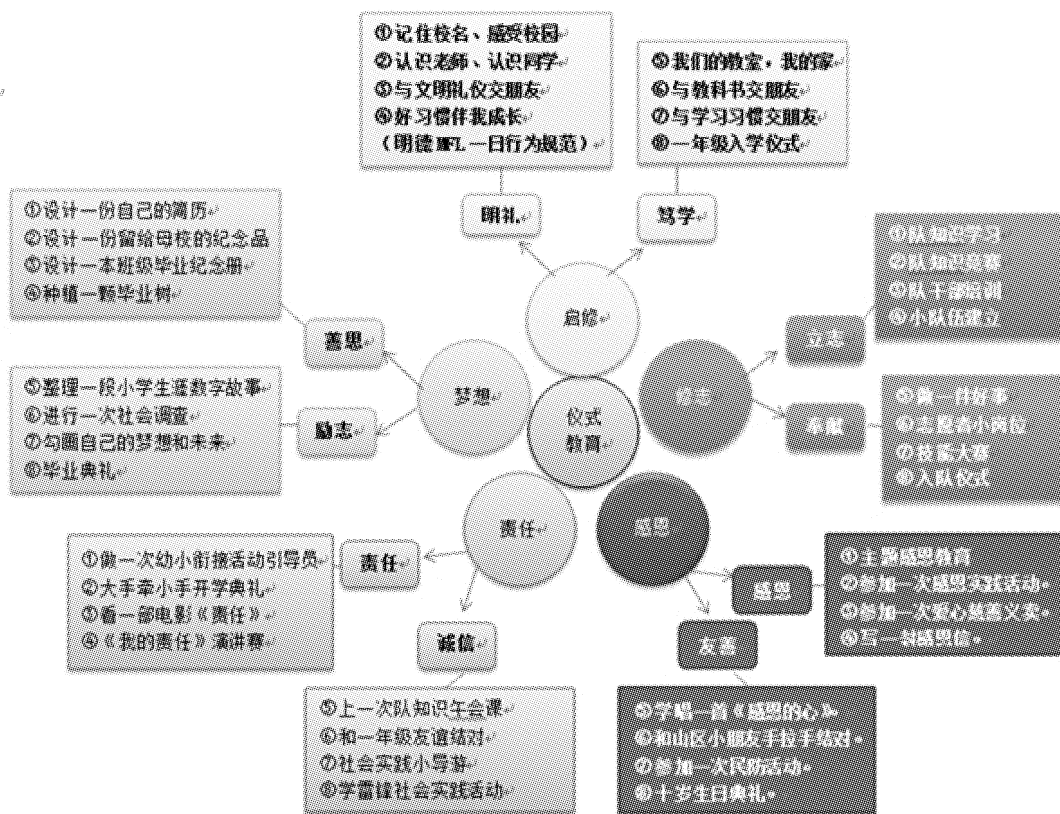 ①记住校名、感受校园
②认识老师、认识同学
③与文明礼仪交朋友
④好习惯伴我成长
（明德MFL一日行为规范）
⑤我们的教室，我的家
⑥与教科书交朋友
⑦与学习习惯交朋友
⑧一年级入学仪式
明礼
笃学
①设计一份自己的简历
②设计一份留给母校的纪念品
③设计一本班级毕业纪念册
④种植一颗毕业树
①队知识学习
②队知识竞赛
③队干部培训
④小队伍建立
启修
善思
立志
梦想
仪式
教育
⑤整理一段小学生涯数字故事
⑥进行一次社会调查
⑦勾画自己的梦想和未来
⑧毕业典礼
励志
奉献
⑤做一件好事
⑥志愿者小岗位
⑦技能大赛
⑧入队仪式
责任
感恩
①做一次幼小衔接活动引导员
②大手牵小手开学典礼
③看一部电影《责任》
④《我的责任》演讲赛
责任
感恩
①主题感恩教育
②参加一次感恩实践活动。
③参加一次爱心慈善义卖。
④写一封感恩信。
诚信
友善
⑤上一次队知识午会课
⑥和一年级友谊结对
⑦社会实践小导游
⑧学雷锋社会实践活动
⑤学唱一首《感恩的心》。
⑥和山区小朋友手拉手结对。
⑦参加一次民防活动。
⑧十岁生日典礼。